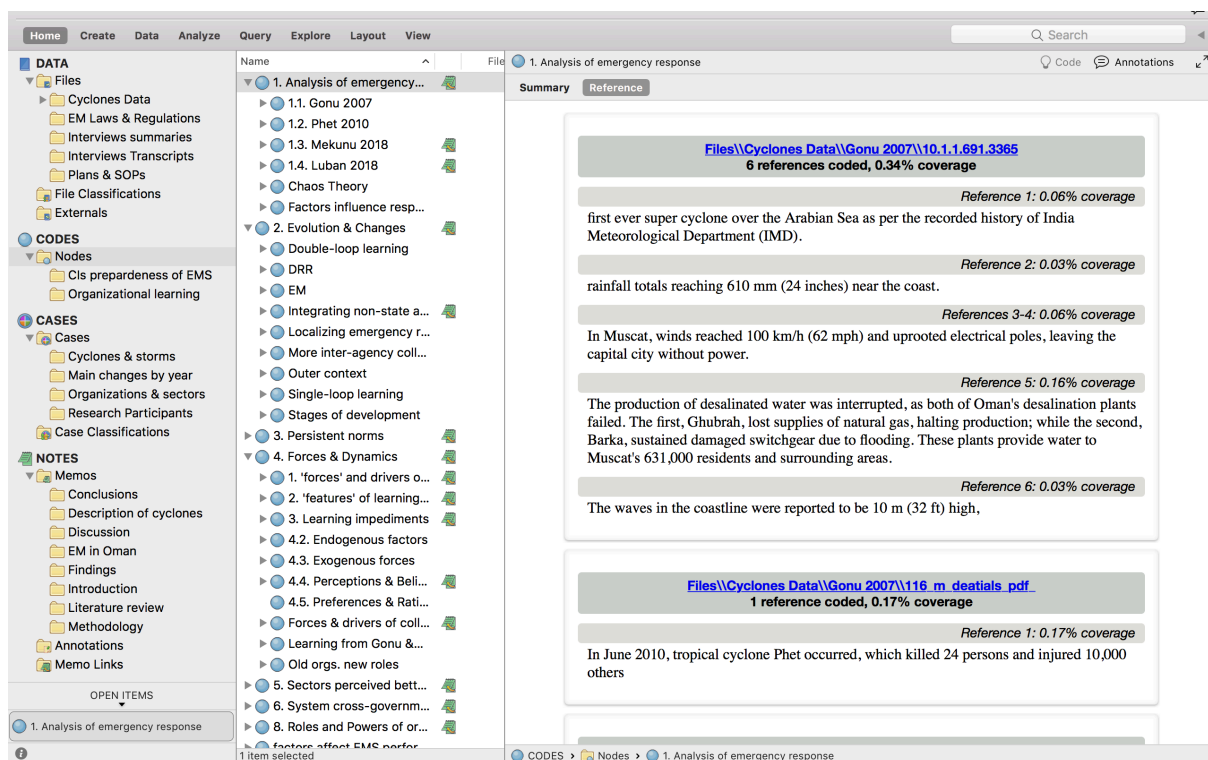 Home Create Data Analyze Query Explore Layout View
Search
DATA
Files
Cyclones Data
EM Laws & Regulations
Interviews summaries
Interviews Transcripts
Plans & SOPs
File Classifications
Externals
CODES
Nodes
CIs prepardeness of EMS
Organizational learning
CASES
Cases
Cyclones & storms
Main changes by year
Organizations & sectors
Research Participants
Case Classifications
NOTES
Memos
Conclusions
Description of cyclones
Discussion
EM in Oman
Findings
Introduction
Literature review
Methodology
Annotations
Memo Links
OPEN ITEMS
1. Analysis of emergency response
Name File
1. Analysis of emergency...
1.1. Gonu 2007
1.2. Phet 2010
1.3. Mekunu 2018
1.4. Luban 2018
Chaos Theory
Factors influence resp...
2. Evolution & Changes
Double-loop learning
DRR
EM
Integrating non-state a...
Localizing emergency r...
More inter-agency coll...
Outer context
Single-loop learning
Stages of development
3. Persistent norms
4. Forces & Dynamics
1. 'forces' and drivers o...
2. 'features' of learning...
3. Learning impediments
4.2. Endogenous factors
4.3. Exogenous forces
4.4. Perceptions & Beli...
4.5. Preferences & Rati...
Forces & drivers of coll...
Learning from Gonu &...
Old orgs. new roles
5. Sectors perceived bett...
6. System cross-governm...
8. Roles and Powers of or...
factors affect EMS perfor
1 item selected
1. Analysis of emergency response
Code Annotations
Summary Reference
Files\\Cyclones Data\\Gonu 2007\\10.1.1.691.3365
6 references coded, 0.34% coverage
Reference 1: 0.06% coverage
first ever super cyclone over the Arabian Sea as per the recorded history of India
Meteorological Department (IMD).
Reference 2: 0.03% coverage
rainfall totals reaching 610 mm (24 inches) near the coast.
References 3-4: 0.06% coverage
In Muscat, winds reached 100 km/h (62 mph) and uprooted electrical poles, leaving the
capital city without power.
Reference 5: 0.16% coverage
The production of desalinated water was interrupted, as both of Oman's desalination plants
failed. The first, Ghubrah, lost supplies of natural gas, halting production; while the second,
Barka, sustained damaged switchgear due to flooding. These plants provide water to
Muscat's 631,000 residents and surrounding areas.
Reference 6: 0.03% coverage
The waves in the coastline were reported to be 10 m (32 ft) high,
Files\\Cyclones Data\\Gonu 2007\\116_m_deatials_pdf_
1 reference coded, 0.17% coverage
Reference 1: 0.17% coverage
In June 2010, tropical cyclone Phet occurred, which killed 24 persons and injured 10,000
others
CODES > Nodes > 1. Analysis of emergency response